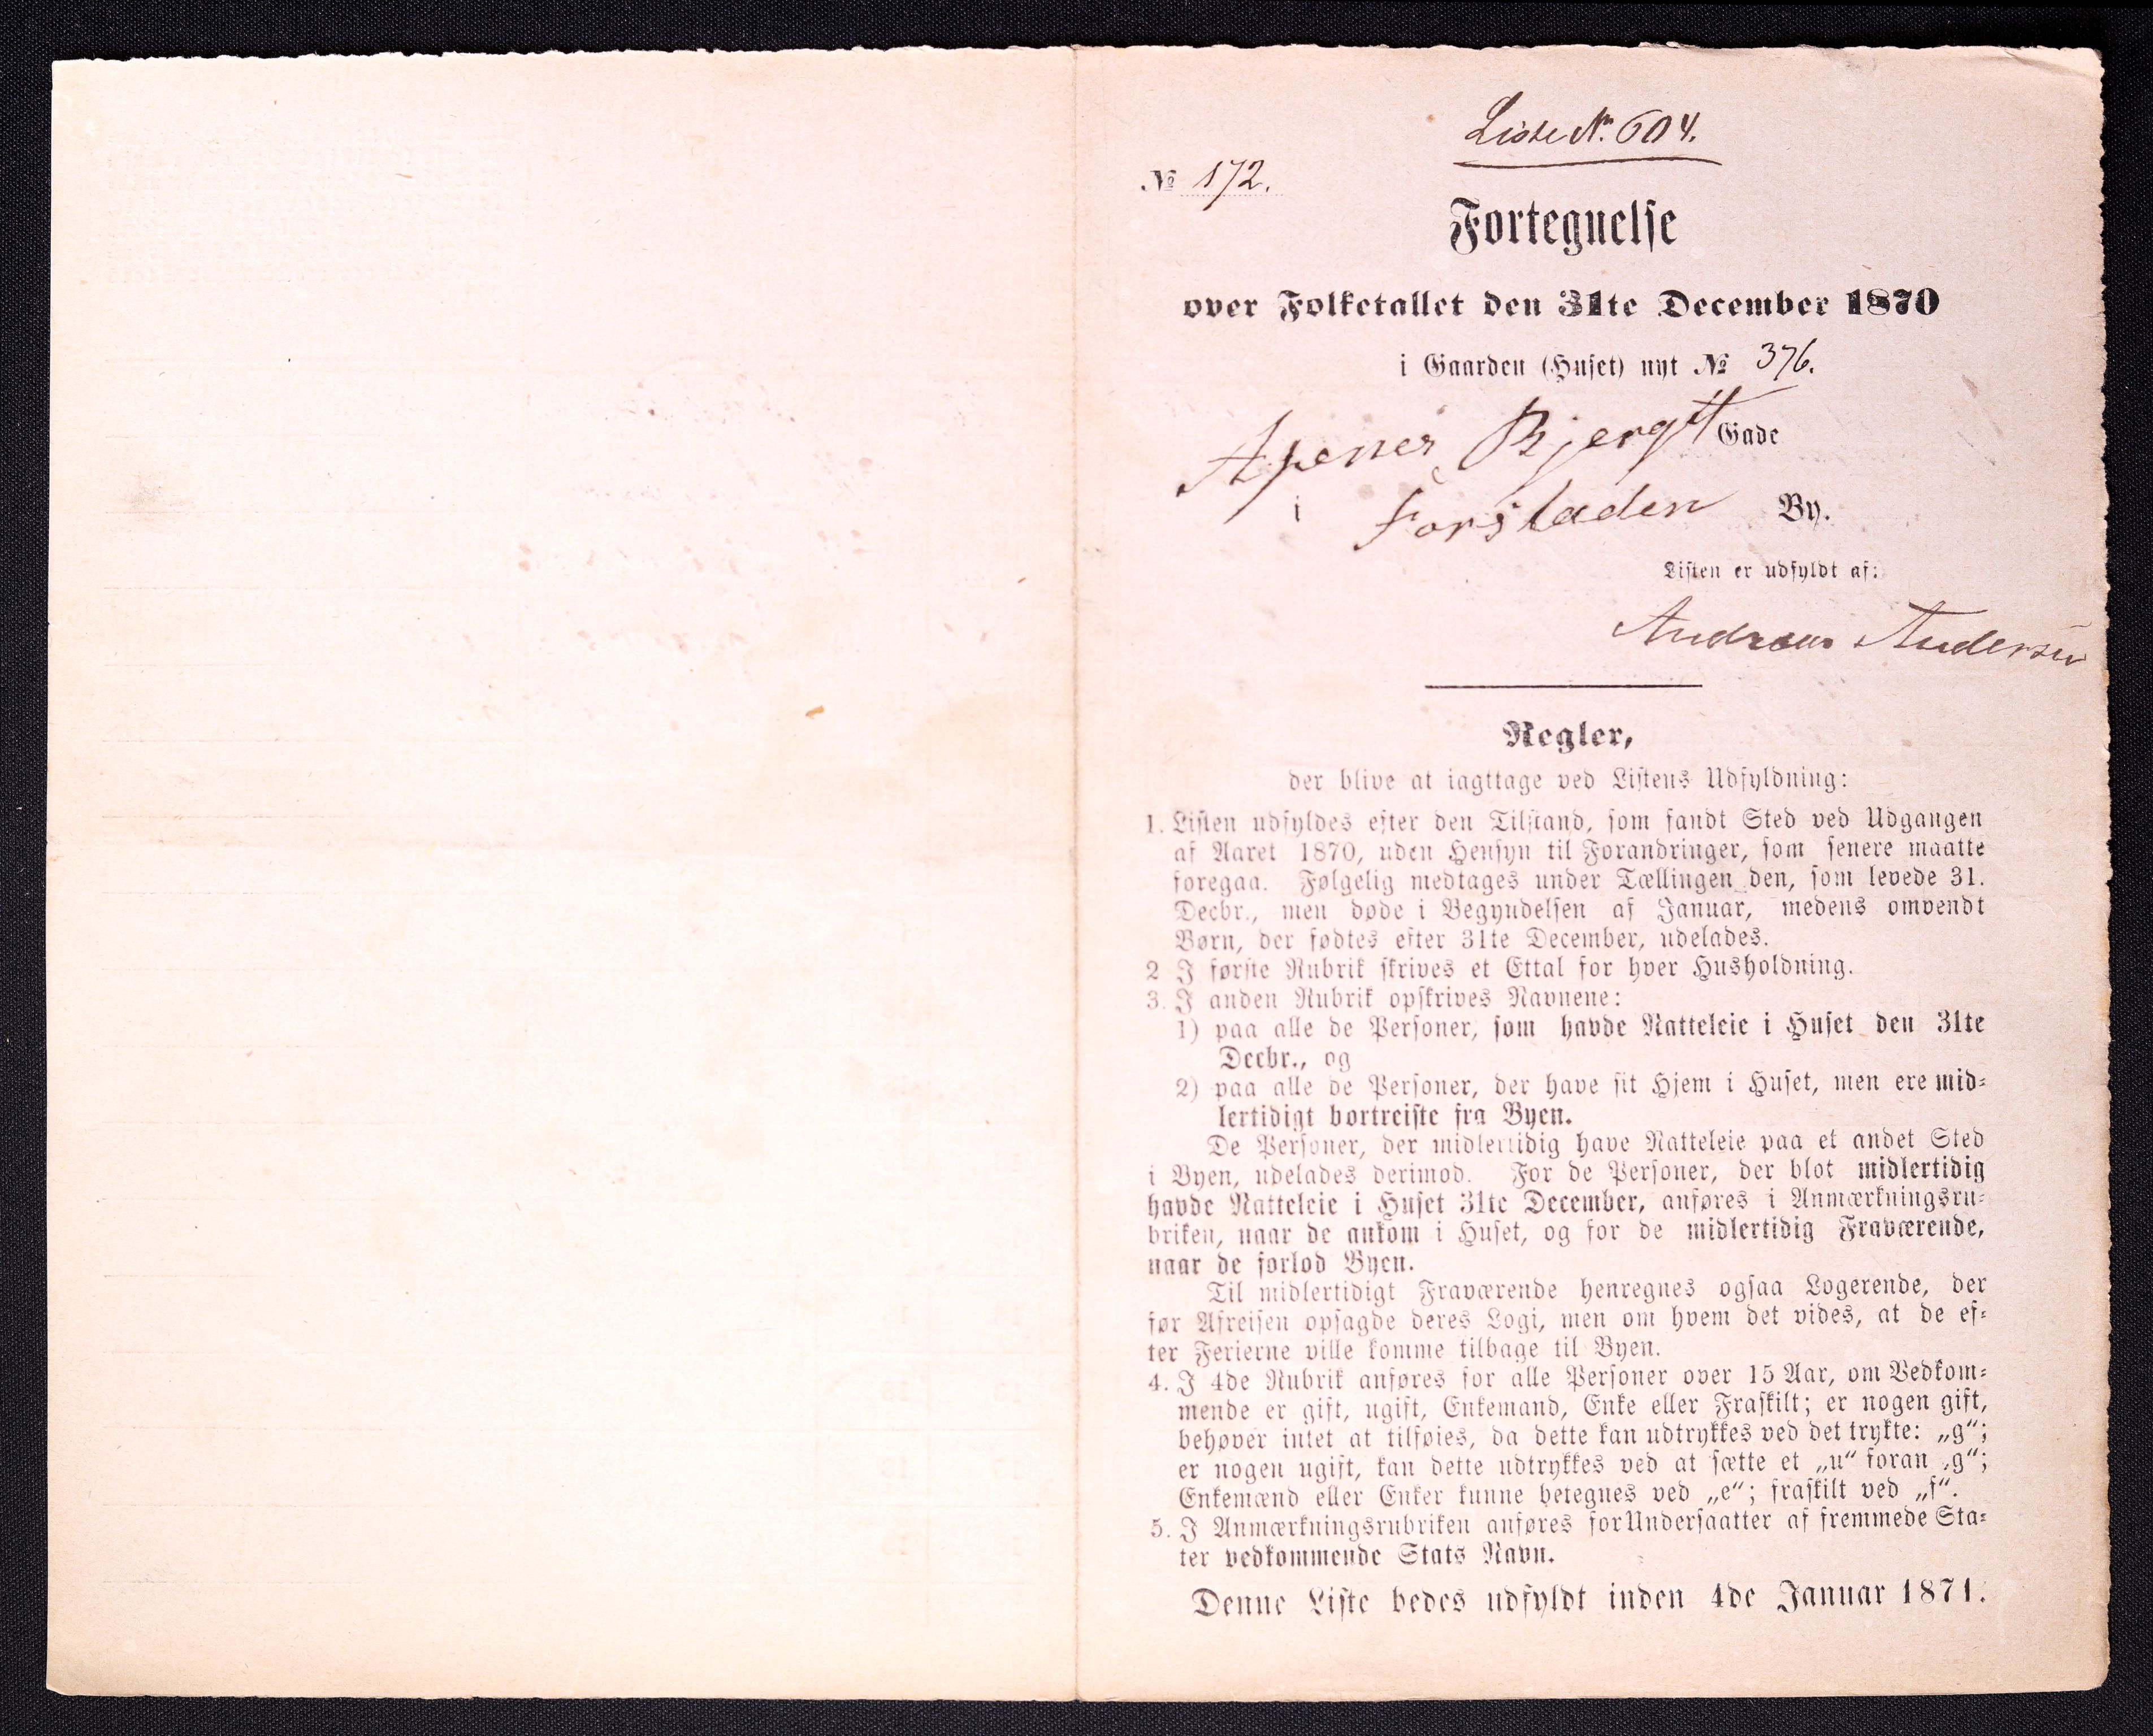 Liste Nr. 604.
№ 172.
Fortegnelse
over Folketallet den 31te December 1870
i Gaarden (Huset) nyt № 376.
Gade
i Forstaden By.
Listen er udfyldt af:
Andreas Andersen
Regler,
der blive at iagttage ved Listens Udfyldning:
1. Listen udfyldes efter den Tilstand, som fandt Sted ved Udgangen
af Aaret 1870, uden Hensyn til Forandringer, som senere maatte
foregaa. Følgelig medtages under Tællingen den, som levede 31.
Decbr., men døde i Begyndelsen af Januar, medens omvendt
Børn, der fødtes efter 31te December, udelades.
2 I første Rubrik skrives et Ettal for hver Husholdning.
3. I anden Rubrik opskrives Navnene:
1) paa alle de Personer, som havde Natteleie i Huset den 31te
Decbr., og
2) paa alle de Personer, der have sit Hjem i Huset, men ere mid-
lertidigt bortreiste fra Byen.
De Personer, der midlertidig have Natteleie paa et andet Sted
i Byen, udelades derimod. For de Personer, der blot midlertidig
havde Natteleie i Huset 31te December, anføres i Anmærkningsru-
briken, naar de ankom i Huset, og for de midlertidig Fraværende,
naar de forlod Byen.
Til midlertidigt Fraværende henregnes ogsaa Logerende, der
før Afreisen opsagde deres Logi, men om hvem det vides, at de ef-
ter Ferierne ville komme tilbage til Byen.
4. I 4de Rubrik anføres for alle Personer over 15 Aar, om Vedkom-
mende er gift, ugift, Enkemand, Enke eller Fraskilt; er nogen gift,
behøver intet at tilføies, da dette kan udtrykkes ved det trykte: „g“;
er nogen ugift, kan dette udtrykkes ved at sætte et „u“ foran „g“;
Enkemænd eller Enker kunne betegnes ved „e“; fraskilt ved „f“.
5. I Anmærkningsrubriken anføres for Undersaatter af fremmede Sta-
ter vedkommende Stats Navn.
Denne Liste bedes udfyldt inden 4de Januar 1871.